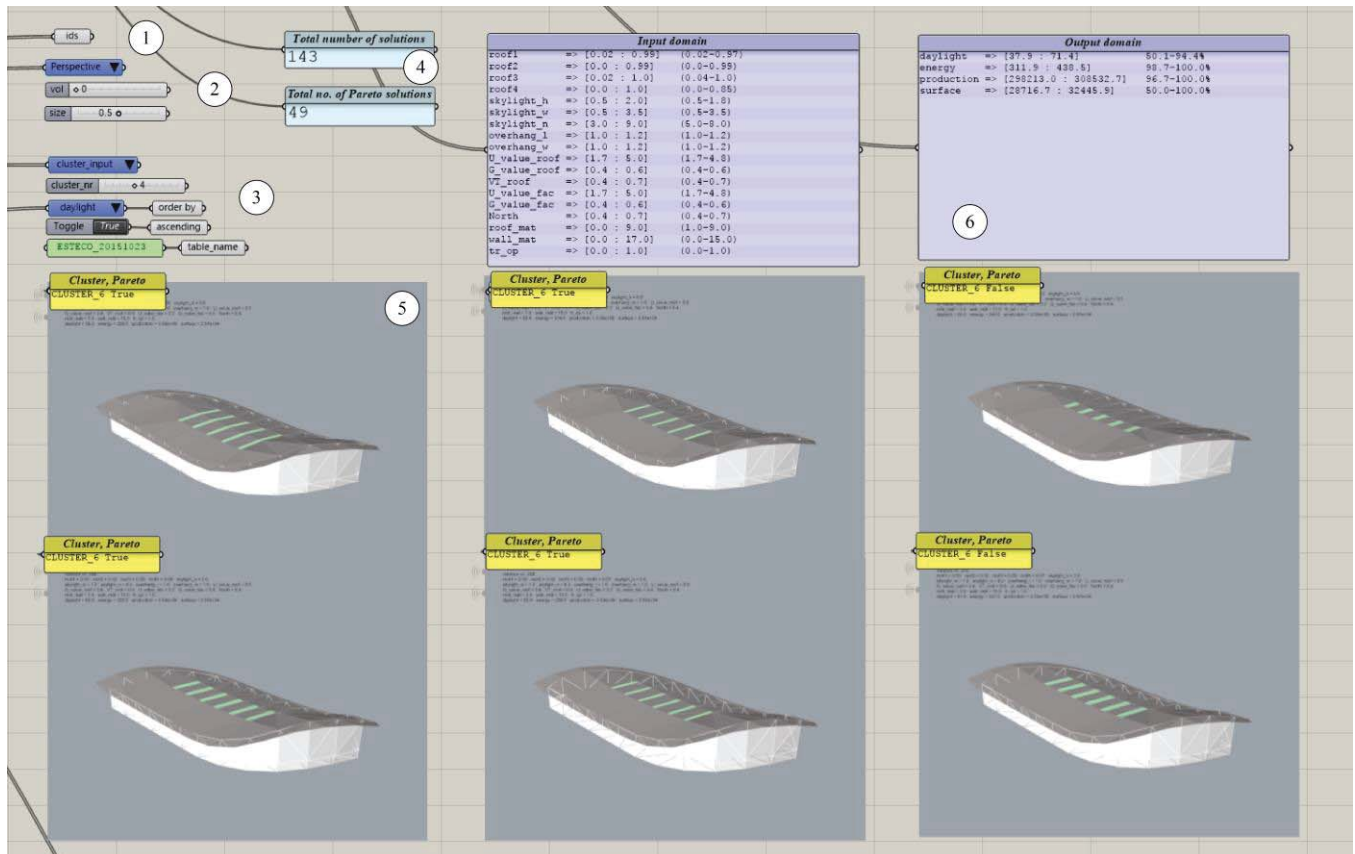 ids
1
Perspective
2
vol 0
size 0.5
cluster_input
cluster_nr 4
3
daylight order by
Toggle True ascending
ESTECO_20151023 table_name
Total number of solutions
143
4
Total no. of Pareto solutions
49
Input domain
roof1 => [0.02 : 0.99] (0.02-0.97)
roof2 => [0.0 : 0.99] (0.0-0.99)
roof3 => [0.02 : 1.0] (0.04-1.0)
roof4 => [0.0 : 1.0] (0.0-0.85)
skylight_h => [0.5 : 2.0] (0.5-1.8)
skylight_w => [0.5 : 3.5] (0.5-3.5)
skylight_n => [3.0 : 9.0] (5.0-8.0)
overhang_l => [1.0 : 1.2] (1.0-1.2)
overhang_w => [1.0 : 1.2] (1.0-1.2)
U_value_roof => [1.7 : 5.0] (1.7-4.8)
G_value_roof => [0.4 : 0.6] (0.4-0.6)
VT_roof => [0.4 : 0.7] (0.4-0.7)
U_value_fac => [1.7 : 5.0] (1.7-4.8)
G_value_fac => [0.4 : 0.6] (0.4-0.6)
North => [0.4 : 0.7] (0.4-0.7)
roof_mat => [0.0 : 9.0] (1.0-9.0)
wall_mat => [0.0 : 17.0] (0.0-15.0)
tr_op => [0.0 : 1.0] (0.0-1.0)
Output domain
daylight => [37.9 : 71.4] 50.1-94.4%
energy => [311.9 : 438.5] 98.7-100.0%
production => [298213.0 : 308532.7] 96.7-100.0%
surface => [28716.7 : 32445.9] 50.0-100.0%
6
Cluster, Pareto
CLUSTER_6 True
5
Cluster, Pareto
CLUSTER_6 True
Cluster, Pareto
CLUSTER_6 False
Cluster, Pareto
CLUSTER_6 True
Cluster, Pareto
CLUSTER_6 True
Cluster, Pareto
CLUSTER_6 False